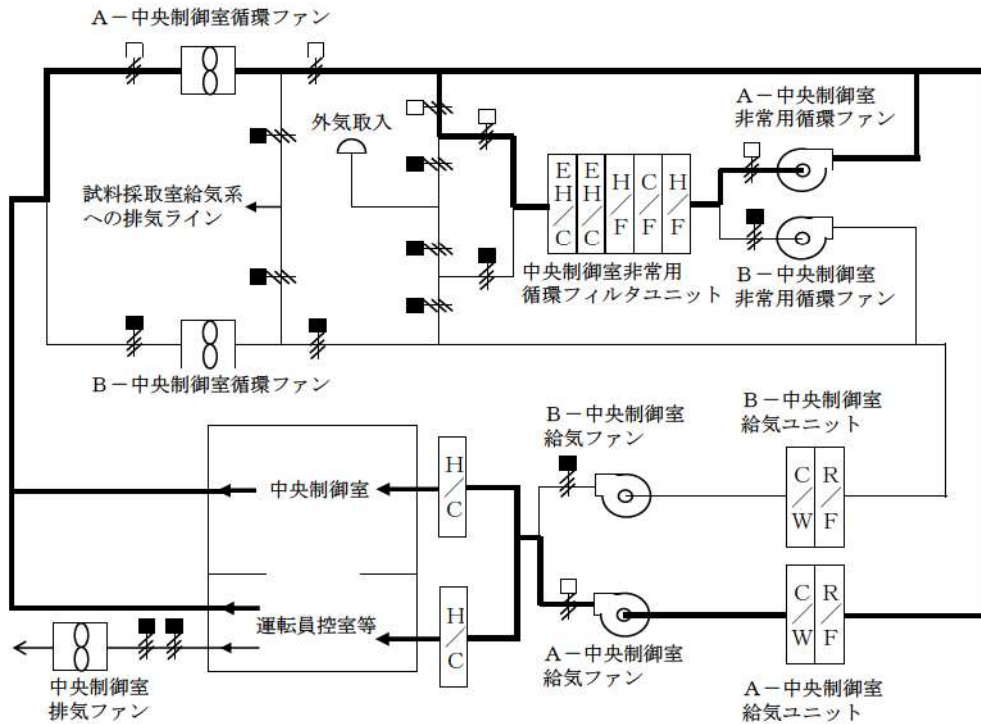 A－中央制御室循環ファン
外気取入
A－中央制御室
非常用循環ファン
試料採取室給気系
への排気ライン
E H/C
E H/C
H/F
C/F
H/F
中央制御室非常用
循環フィルタユニット
B－中央制御室
非常用循環ファン
B－中央制御室循環ファン
B－中央制御室
給気ファン
B－中央制御室
給気ユニット
中央制御室
H/C
C/W
R/F
運転員控室等
H/C
C/W
R/F
中央制御室
排気ファン
A－中央制御室
給気ファン
A－中央制御室
給気ユニット